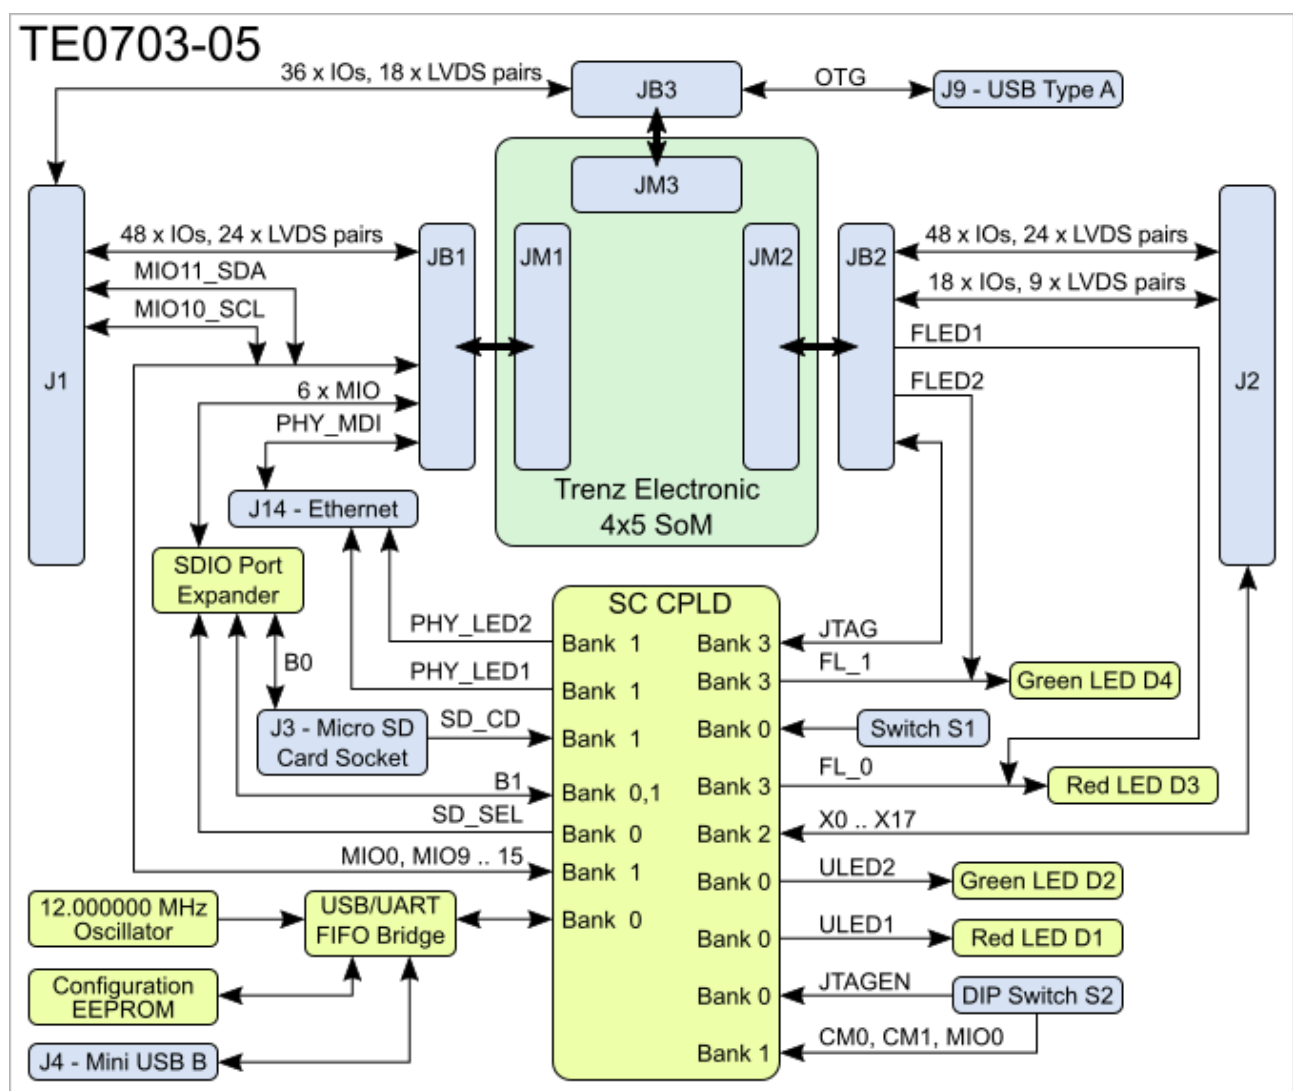 TE0703-05
36 x IOs, 18 x LVDS pairs
JB3
OTG
J9 - USB Type A
JM3
J1
48 x IOs, 24 x LVDS pairs
MIO11_SDA
MIO10_SCL
6 x MIO
PHY_MDI
JB1
JM1
JM2
JB2
48 x IOs, 24 x LVDS pairs
18 x IOs, 9 x LVDS pairs
FLED1
FLED2
J2
Trenz Electronic
4x5 SoM
J14 - Ethernet
SDIO Port
Expander
SC CPLD
PHY_LED2
Bank 1
Bank 3
JTAG
B0
PHY_LED1
Bank 1
Bank 3
FL_1
Green LED D4
J3 - Micro SD
Card Socket
SD_CD
Bank 1
Bank 0
Switch S1
B1
Bank 0,1
Bank 3
FL_0
Red LED D3
SD_SEL
Bank 0
Bank 2
X0 .. X17
MIO0, MIO9 .. 15
Bank 1
Bank 0
ULED2
Green LED D2
12.000000 MHz
Oscillator
USB/UART
FIFO Bridge
Bank 0
Bank 0
ULED1
Red LED D1
Configuration
EEPROM
Bank 0
JTAGEN
DIP Switch S2
J4 - Mini USB B
Bank 1
CM0, CM1, MIO0